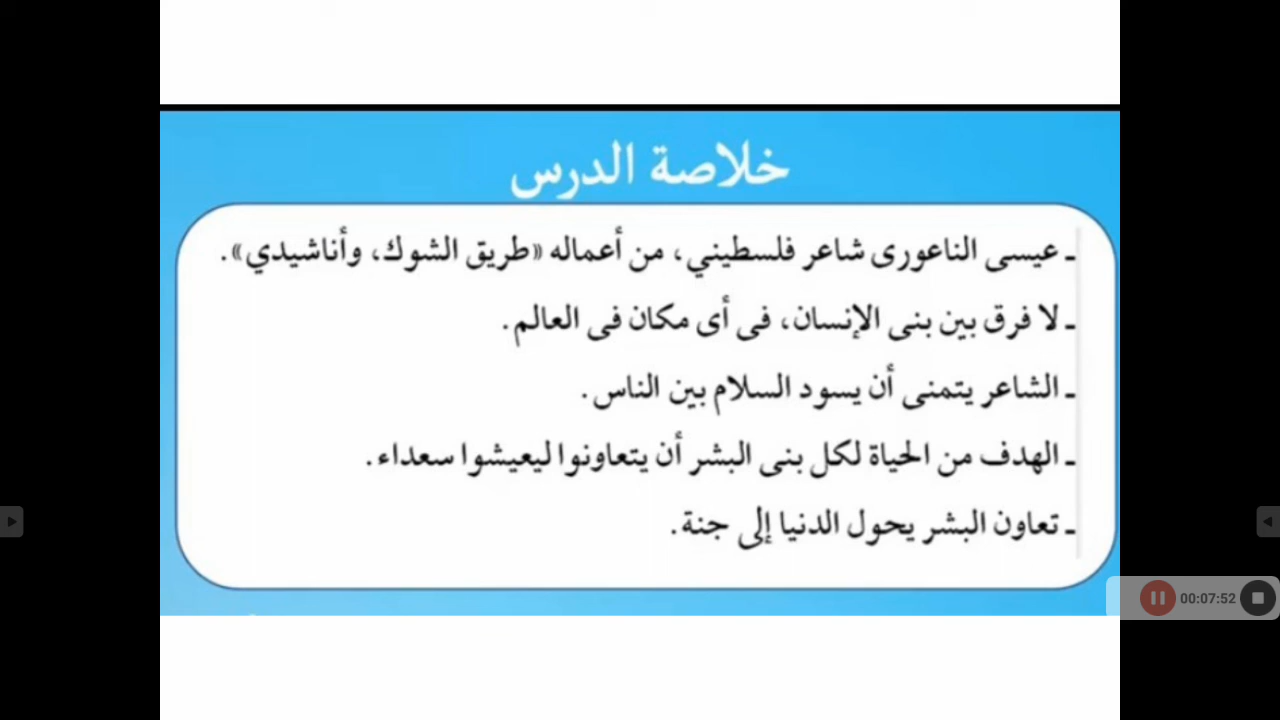 خلاصة الدرس
ـ عيسى الناعورى شاعر فلسطيني، من أعماله «طريق الشوك، وأناشيدي».
ـ لا فرق بين بنى الإنسان، فى أى مكان فى العالم.
ـ الشاعر يتمنى أن يسود السلام بين الناس.
ـ الهدف من الحياة لكل بنى البشر أن يتعاونوا ليعيشوا سعداء.
ـ تعاون البشر يحول الدنيا إلى جنة.
00:07:52